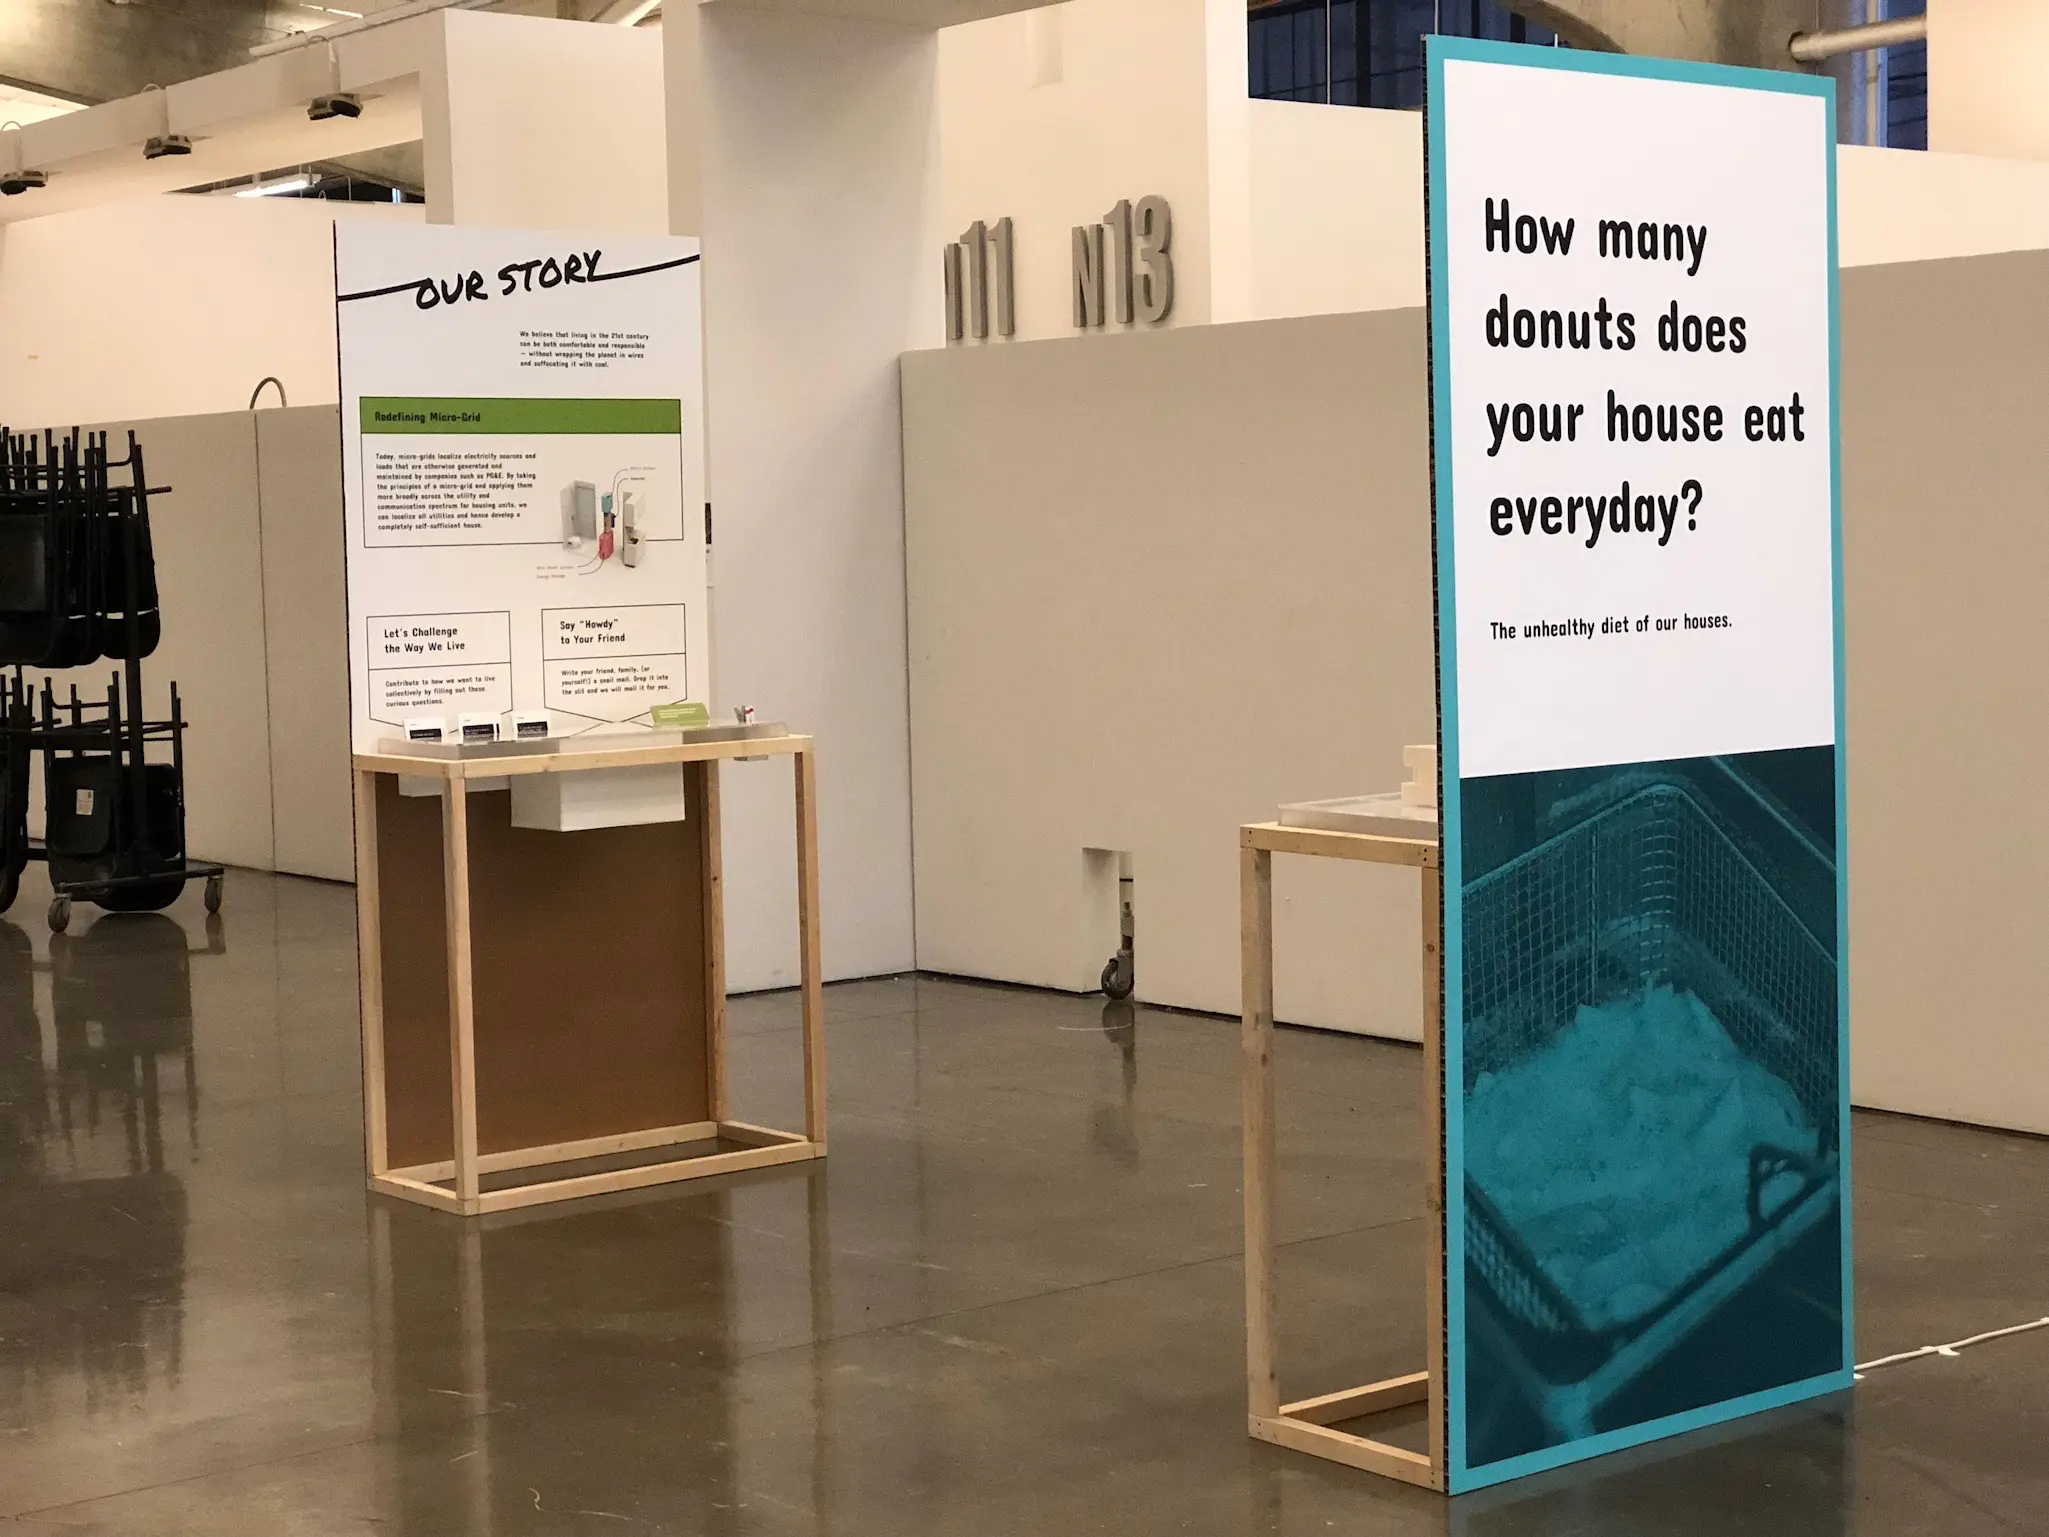 OUR STORY
We believe that living in the 21st century
can be both comfortable and responsible
— without wrapping the planet in wires
and suffocating it with coal.
Redefining Micro-Grid
Today, micro-grids localize electricity sources and
loads that are otherwise generated and
maintained by companies such as PG&E. By taking
the principles of a micro-grid and applying them
more broadly across the utility and
communication spectrum for housing units, we
can localize all utilities and hence develop a
completely self-sufficient house.
Energy Storage
Let's Challenge
the Way We Live
Contribute to how we want to live
collectively by filling out these
curious questions.
Say "Howdy"
to Your Friend
Write your friend, family, (or
yourself!) a snail mail. Drop it into
the slit and we will mail it for you.
N11
N13
How many
donuts does
your house eat
everyday?
The unhealthy diet of our houses.